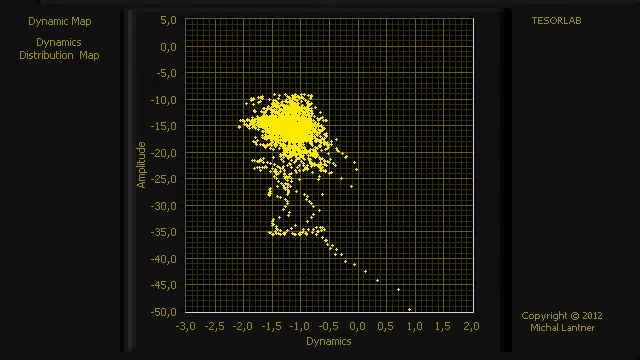 Dynamic Map
Dynamics
Distribution Map
TESORLAB
5,0
0,0
-5,0
-10,0
-15,0
-20,0
-25,0
-30,0
-35,0
-40,0
-45,0
-50,0
Amplitude
-3,0 -2,0 -1,5 -1,0 -0,5 0,0 0,5 1,0 1,5 2,0
Dynamics
Copyright © 2012
Michal Lantner